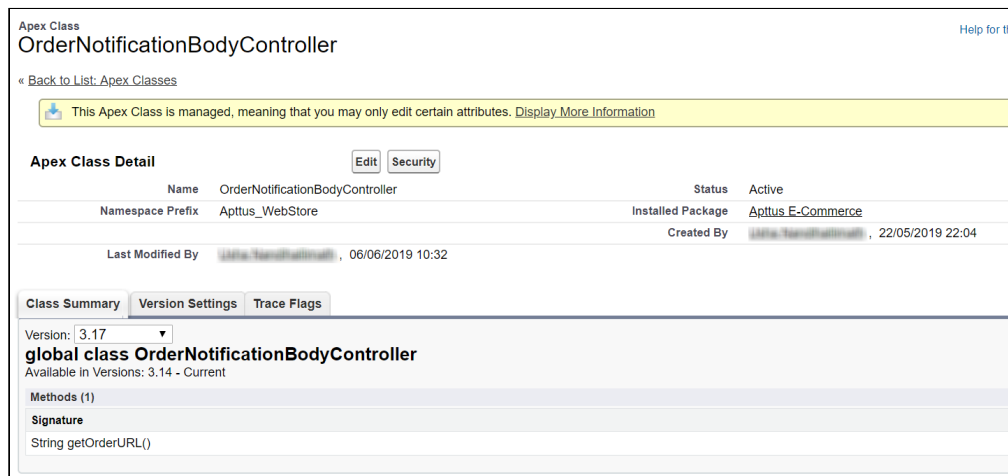 Apex Class
OrderNotificationBodyController
Help for th
« Back to List: Apex Classes
This Apex Class is managed, meaning that you may only edit certain attributes. Display More Information
Apex Class Detail Edit Security
Name OrderNotificationBodyController Status Active
Namespace Prefix Apttus_WebStore Installed Package Apttus E-Commerce
Created By , 22/05/2019 22:04
Last Modified By , 06/06/2019 10:32
Class Summary Version Settings Trace Flags
Version: 3.17
global class OrderNotificationBodyController
Available in Versions: 3.14 - Current
Methods (1)
Signature
String getOrderURL()